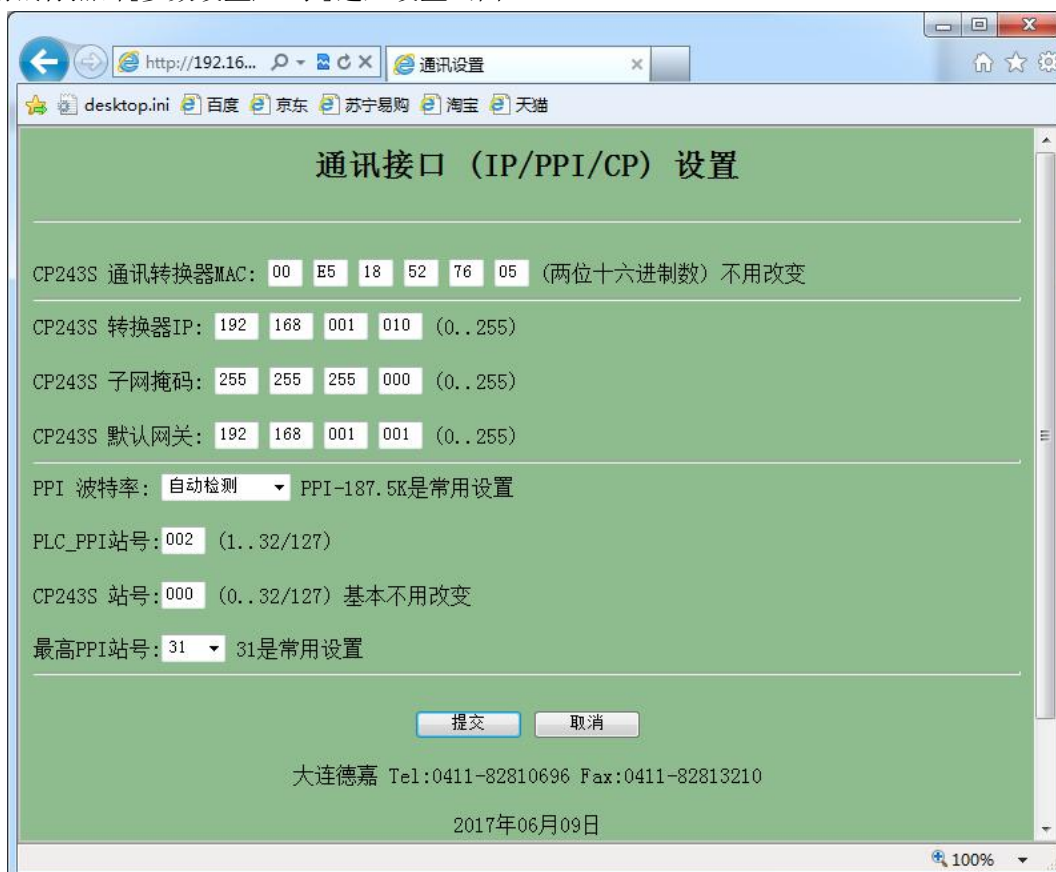 http://192.16... 通讯设置
desktop.ini 百度 京东 苏宁易购 淘宝 天猫
通讯接口 (IP/PPI/CP) 设置
CP243S 通讯转换器MAC: 00 E5 18 52 76 05 (两位十六进制数) 不用改变
CP243S 转换器IP: 192 168 001 010 (0..255)
CP243S 子网掩码: 255 255 255 000 (0..255)
CP243S 默认网关: 192 168 001 001 (0..255)
PPI 波特率: 自动检测 PPI-187.5K是常用设置
PLC_PPI站号: 002 (1..32/127)
CP243S 站号: 000 (0..32/127) 基本不用改变
最高PPI站号: 31 31是常用设置
提交 取消
大连德嘉 Tel:0411-82810696 Fax:0411-82813210
2017年06月09日
100%